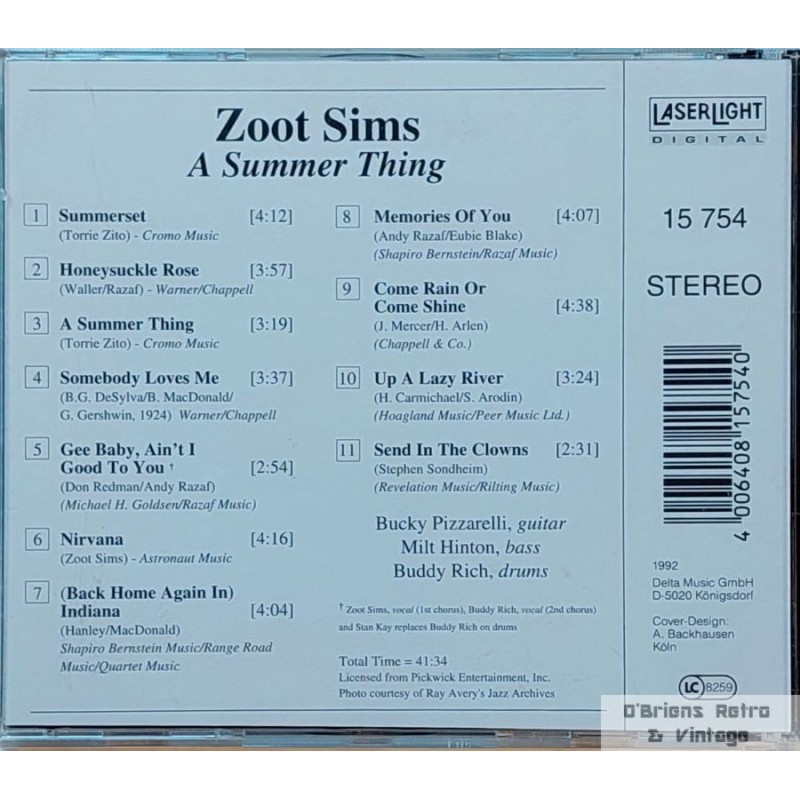 Zoot Sims
A Summer Thing
1 Summerset [4:12]
(Torrie Zito) - Cromo Music
2 Honeysuckle Rose [3:57]
(Waller/Razaf) - Warner/Chappell
3 A Summer Thing [3:19]
(Torrie Zito) - Cromo Music
4 Somebody Loves Me [3:37]
(B.G. DeSylva/B. MacDonald/
G. Gershwin, 1924) Warner/Chappell
5 Gee Baby, Ain't I
Good To You † [2:54]
(Don Redman/Andy Razaf)
(Michael H. Goldsen/Razaf Music)
6 Nirvana [4:16]
(Zoot Sims) - Astronaut Music
7 (Back Home Again In)
Indiana [4:04]
(Hanley/MacDonald)
Shapiro Bernstein Music/Range Road
Music/Quartet Music
8 Memories Of You [4:07]
(Andy Razaf/Eubie Blake)
(Shapiro Bernstein/Razaf Music)
9 Come Rain Or
Come Shine [4:38]
(J. Mercer/H. Arlen)
(Chappell & Co.)
10 Up A Lazy River [3:24]
(H. Carmichael/S. Arodin)
(Hoagland Music/Peer Music Ltd.)
11 Send In The Clowns [2:31]
(Stephen Sondheim)
(Revelation Music/Rilting Music)
Bucky Pizzarelli, guitar
Milt Hinton, bass
Buddy Rich, drums
† Zoot Sims, vocal (1st chorus), Buddy Rich, vocal (2nd chorus)
and Stan Kay replaces Buddy Rich on drums
Total Time = 41:34
Licensed from Pickwick Entertainment, Inc.
Photo courtesy of Ray Avery's Jazz Archives
LASERLIGHT
DIGITAL
15 754
STEREO
4 006408 157540
1992
Delta Music GmbH
D-5020 Königsdorf
Cover-Design:
A. Backhausen
Köln
LC 8259
O'Briens Retro
& Vintage